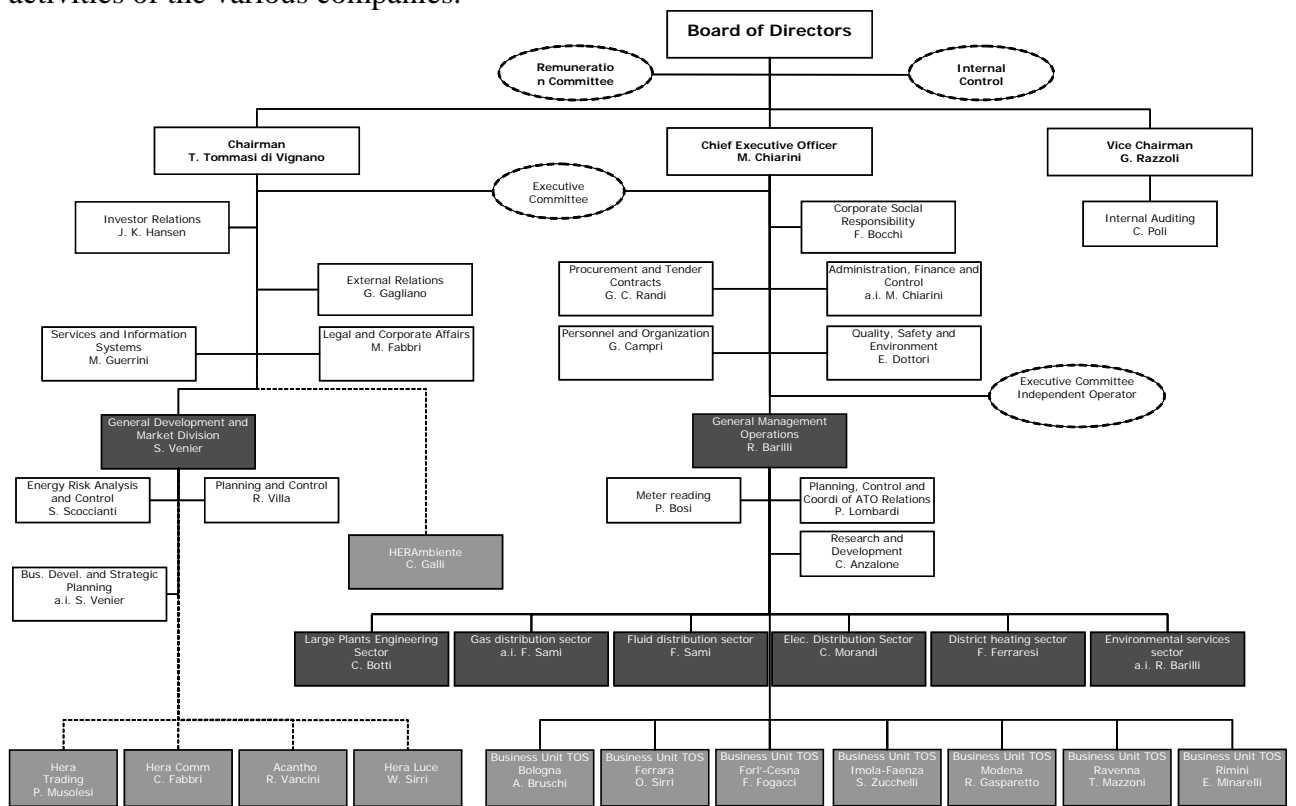 activities of the various companies.
Board of Directors
Remuneratio
n Committee
Internal
Control
Chairman
T. Tommasi di Vignano
Chief Executive Officer
M. Chiarini
Vice Chairman
G. Razzoli
Executive
Committee
Investor Relations
J. K. Hansen
Corporate Social
Responsibility
F. Bocchi
Internal Auditing
C. Poli
External Relations
G. Gagliano
Procurement and Tender
Contracts
G. C. Randi
Administration, Finance and
Control
a.i. M. Chiarini
Services and Information
Systems
M. Guerrini
Legal and Corporate Affairs
M. Fabbri
Personnel and Organization
G. Campri
Quality, Safety and
Environment
E. Dottori
Executive Committee
Independent Operator
General Development and
Market Division
S. Venier
General Management
Operations
R. Barilli
Energy Risk Analysis
and Control
S. Scoccianti
Planning and Control
R. Villa
Meter reading
P. Bosi
Planning, Control and
Coordi of ATO Relations
P. Lombardi
HERAmbiente
C. Galli
Research and
Development
C. Anzalone
Bus. Devel. and Strategic
Planning
a.i. S. Venier
Large Plants Engineering
Sector
C. Botti
Gas distribution sector
a.i. F. Sami
Fluid distribution sector
F. Sami
Elec. Distribution Sector
C. Morandi
District heating sector
F. Ferraresi
Environmental services
sector
a.i. R. Barilli
Hera
Trading
P. Musolesi
Hera Comm
C. Fabbri
Acantho
R. Vancini
Hera Luce
W. Sirri
Business Unit TOS
Bologna
A. Bruschi
Business Unit TOS
Ferrara
O. Sirri
Business Unit TOS
Forl'-Cesna
F. Fogacci
Business Unit TOS
Imola-Faenza
S. Zucchelli
Business Unit TOS
Modena
R. Gasparetto
Business Unit TOS
Ravenna
T. Mazzoni
Business Unit TOS
Rimini
E. Minarelli